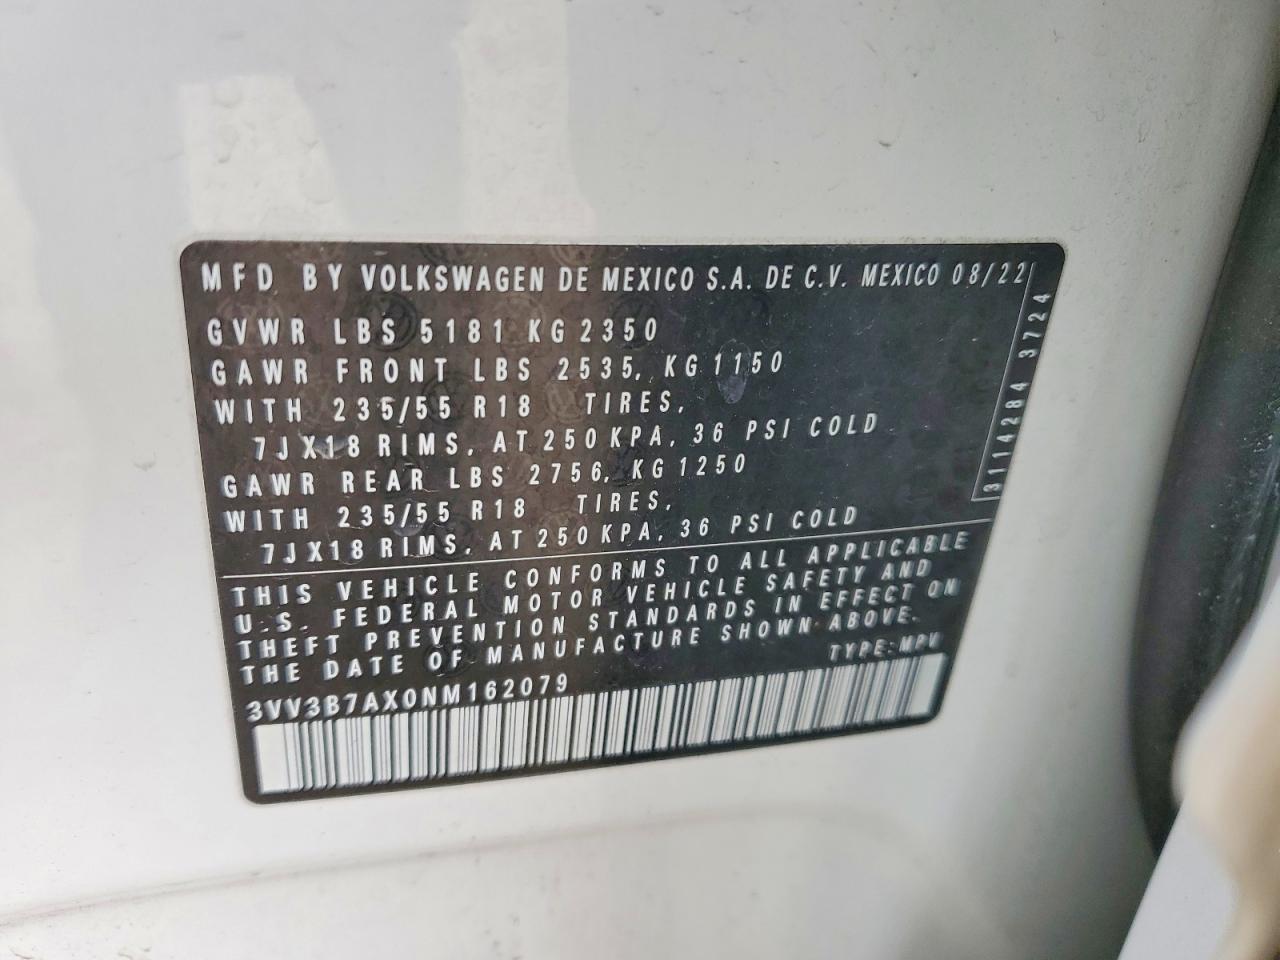 MFD. BY VOLKSWAGEN DE MEXICO S.A. DE C.V. MEXICO 08/22
GVWR LBS 5181 KG 2350
GAWR FRONT LBS 2535, KG 1150
WITH 235/55 R18 TIRES,
7JX18 RIMS, AT 250 KPA, 36 PSI COLD
GAWR REAR LBS 2756, KG 1250
WITH 235/55 R18 TIRES,
7JX18 RIMS, AT 250 KPA, 36 PSI COLD
3114284 3724
THIS VEHICLE CONFORMS TO ALL APPLICABLE
U.S. FEDERAL MOTOR VEHICLE SAFETY AND
THEFT PREVENTION STANDARDS IN EFFECT ON
THE DATE OF MANUFACTURE SHOWN ABOVE.
TYPE:MPV
3VV3B7AX0NM162079